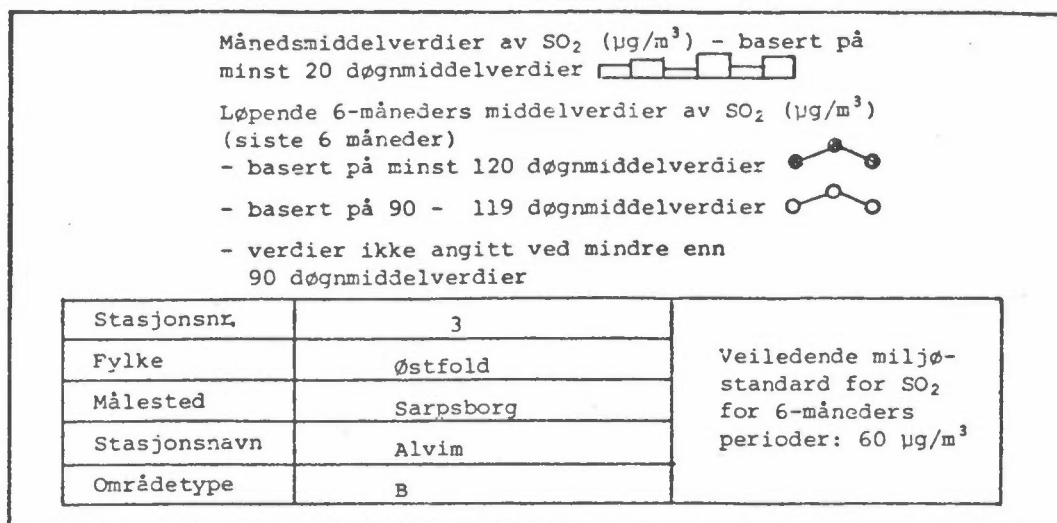 Månedsmiddelverdier av SO₂ (µg/m³) - basert på
minst 20 døgnmiddelverdier
Løpende 6-måneders middelverdier av SO₂ (µg/m³)
(siste 6 måneder)
- basert på minst 120 døgnmiddelverdier
- basert på 90 - 119 døgnmiddelverdier
- verdier ikke angitt ved mindre enn
90 døgnmiddelverdier
Stasjonsnr. 3
Fylke Østfold
Målested Sarpsborg
Stasjonsnavn Alvim
Områdetype B
Veiledende miljø-
standard for SO₂
for 6-måneders
perioder: 60 µg/m³